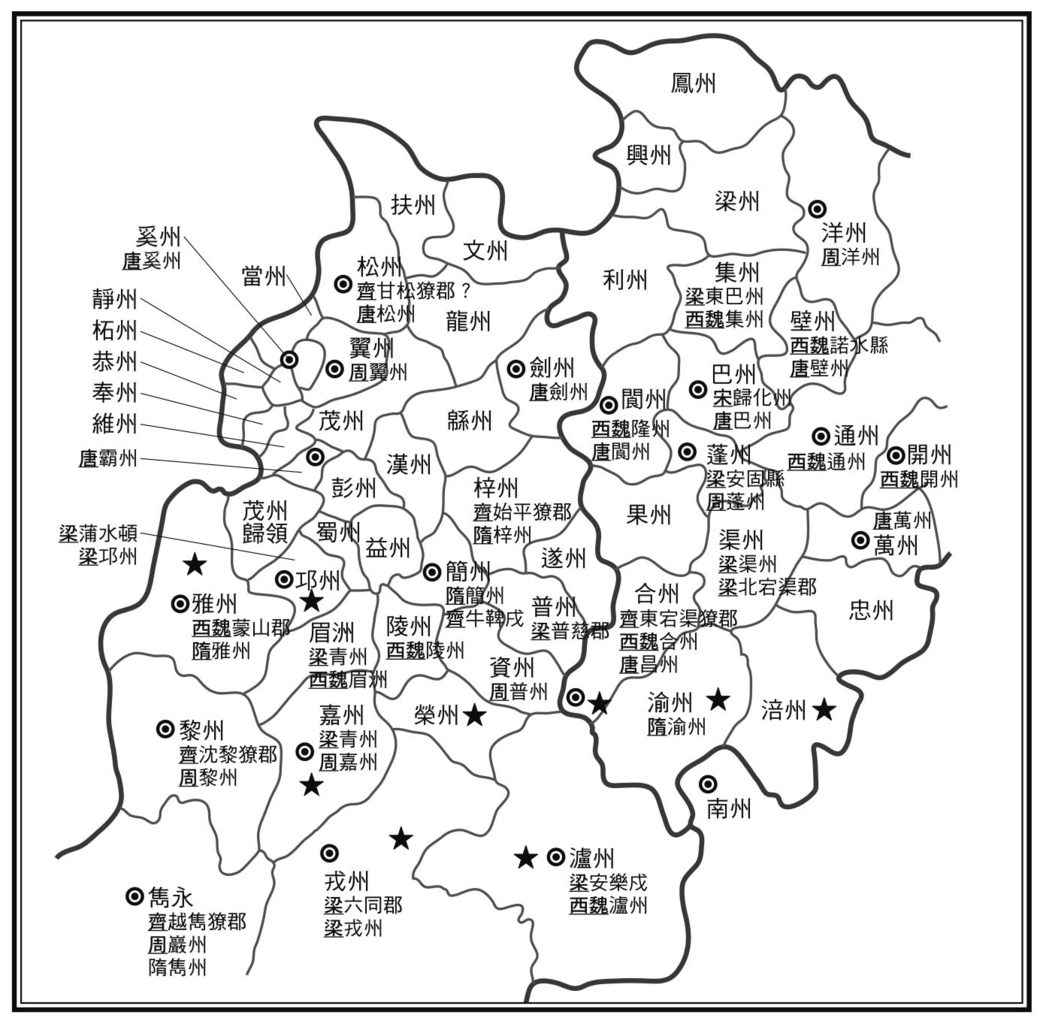 鳳州
興州
梁州
洋州
周洋州
扶州
文州
利州
集州
梁東巴州
西魏集州
奚州
唐奚州
當州
松州
齊甘松獠郡？
唐松州
龍州
壁州
西魏諾水縣
唐壁州
靜州
柘州
恭州
奉州
維州
唐霸州
翼州
周翼州
劍州
唐劍州
巴州
宋歸化州
唐巴州
閬州
西魏隆州
唐閬州
茂州
緜州
漢州
蓬州
梁安固縣
周蓬州
通州
西魏通州
開州
西魏開州
彭州
梓州
齊始平獠郡
隋梓州
果州
唐萬州
萬州
茂州
歸領
蜀州
益州
遂州
渠州
梁渠州
梁北宕渠郡
梁蒲水頓
梁邛州
邛州
簡州
隋簡州
齊牛鞞戌
普州
梁普慈郡
合州
齊東宕渠獠郡
西魏合州
唐昌州
忠州
雅州
西魏蒙山郡
隋雅州
眉洲
梁青州
西魏眉洲
陵州
西魏陵州
資州
周普州
渝州
隋渝州
涪州
黎州
齊沈黎獠郡
周黎州
嘉州
梁青州
周嘉州
榮州
南州
戎州
梁六同郡
梁戎州
瀘州
梁安樂戍
西魏瀘州
雋永
齊越雋獠郡
周巖州
隋雋州